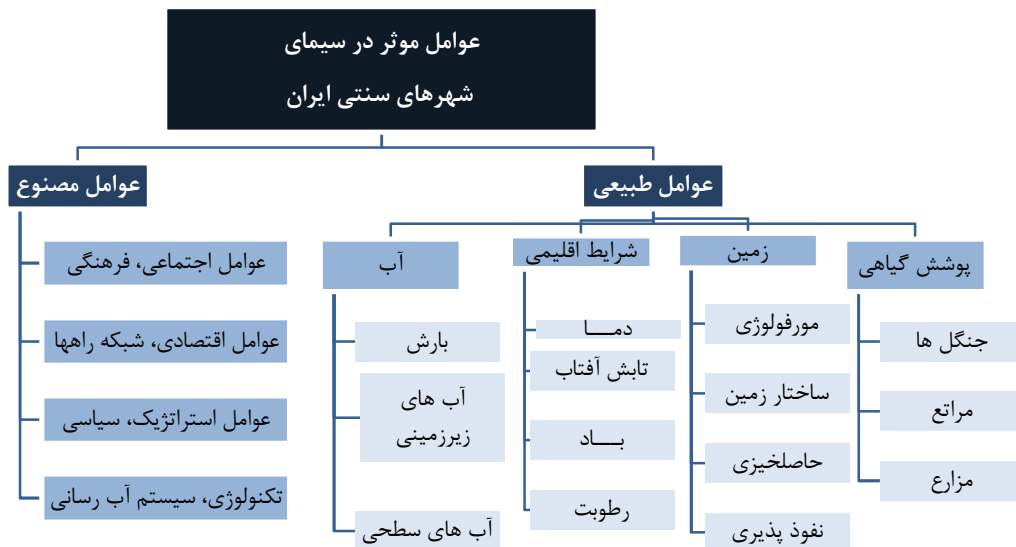 عوامل موثر در سیمای
شهرهای سنتی ایران
عوامل طبیعی
عوامل مصنوع
پوشش گیاهی
جنگل ها
مراتع
مزارع
زمین
مورفولوژی
ساختار زمین
حاصلخیزی
نفوذ پذیری
شرایط اقلیمی
دمـــا
تابش آفتاب
بـــاد
رطوبت
آب
بارش
آب های
زیرزمینی
آب های سطحی
عوامل اجتماعی، فرهنگی
عوامل اقتصادی، شبکه راهها
عوامل استراتژیک، سیاسی
تکنولوژی، سیستم آب رسانی